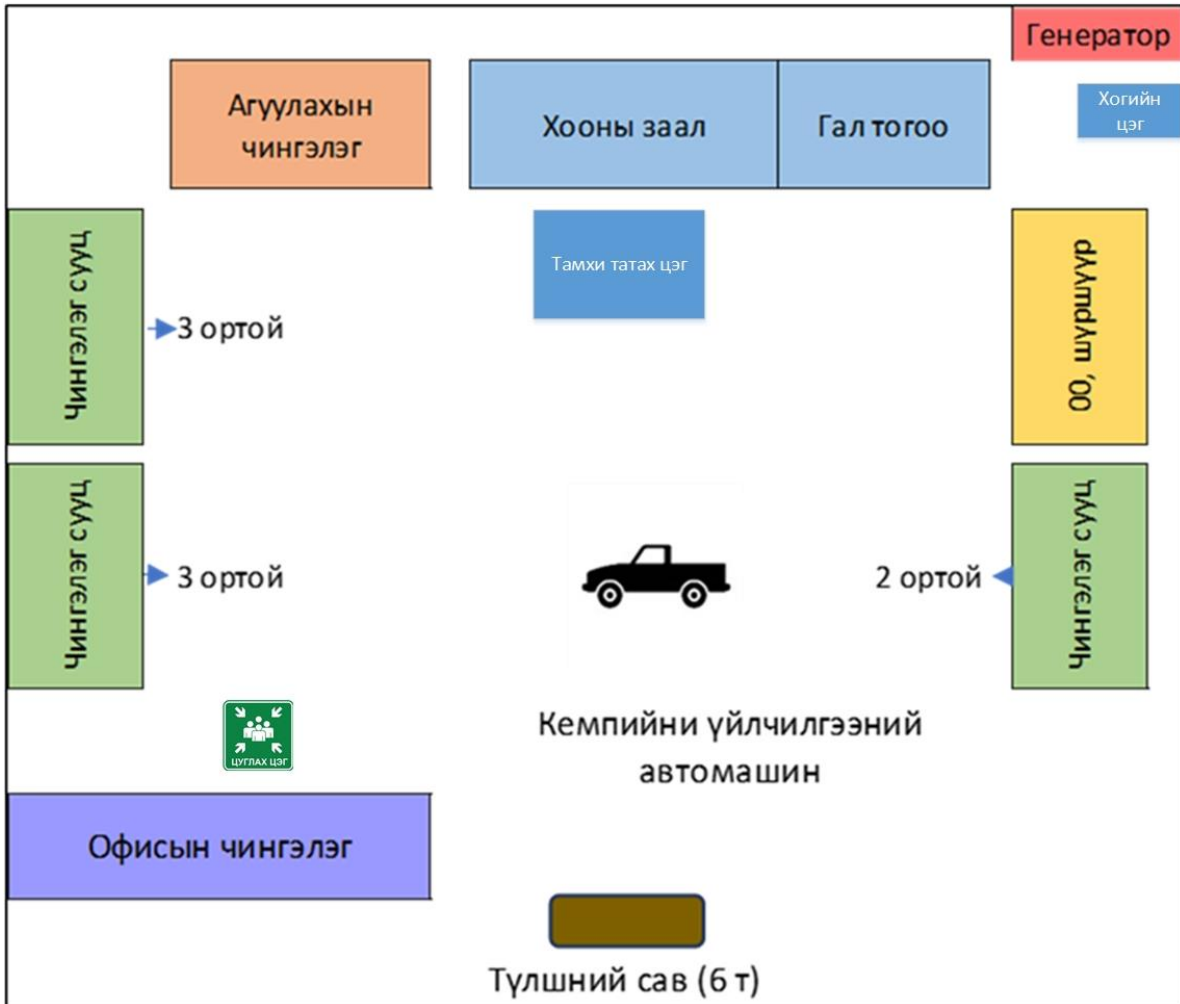 Генератор
Агуулахын
чингэлэг
Хооны заал
Гал тогоо
Хогийн
цэг
Тамхи татах цэг
Чингэлэг сууц
3 ортой
00, шүршүүр
Чингэлэг сууц
3 ортой
2 ортой
Чингэлэг сууц
ЦУГЛАХ ЦЭГ
Кемпийни үйлчилгээний
автомашин
Офисын чингэлэг
Түлшний сав (6 т)